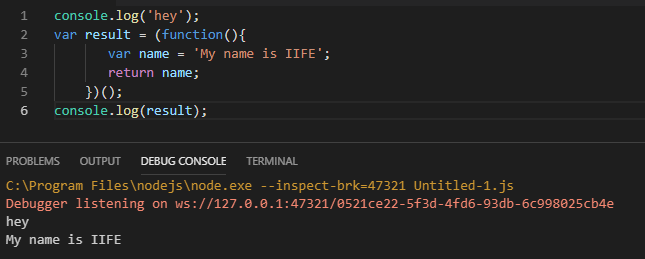 1 console.log('hey');
2 var result = (function(){
3 var name = 'My name is IIFE';
4 return name;
5 })();
6 console.log(result);
PROBLEMS OUTPUT DEBUG CONSOLE TERMINAL
C:\Program Files\nodejs\node.exe --inspect-brk=47321 Untitled-1.js
Debugger listening on ws://127.0.0.1:47321/0521ce22-5f3d-4fd6-93db-6c998025cb4e
hey
My name is IIFE